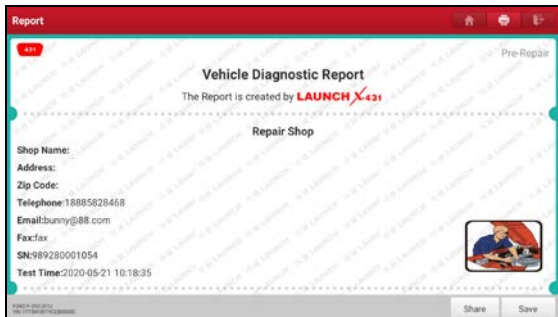 Report
431
Pre-Repair
Vehicle Diagnostic Report
The Report is created by LAUNCH X431
Repair Shop
Shop Name:
Address:
Zip Code:
Telephone:18885828468
Email:bunny@88.com
Fax:fax
SN:989280001054
Test Time:2020-05-21 10:18:35
Share Save